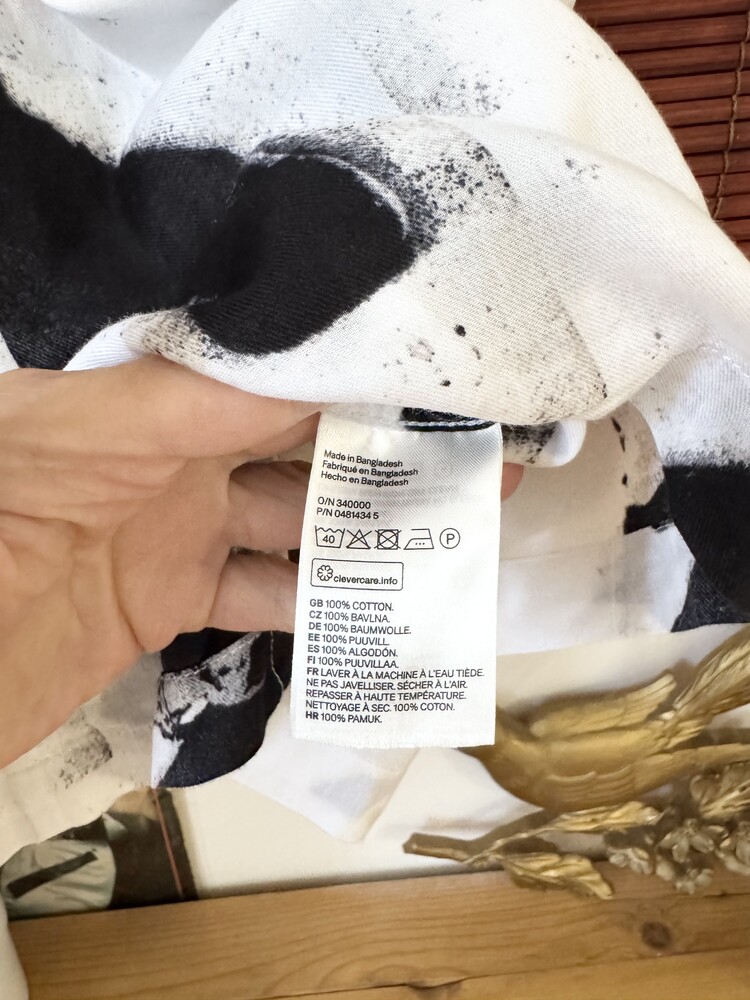 Made in Bangladesh
Fabriqué en Bangladesh
Hecho en Bangladesh
O/N 340000
P/N 0481434 5
40 P
clevercare.info
GB 100% COTTON.
CZ 100% BAVLNA.
DE 100% BAUMWOLLE.
EE 100% PUUVILL.
ES 100% ALGODÓN.
FI 100% PUUVILLAA.
FR LAVER À LA MACHINE À L'EAU TIÈDE.
NE PAS JAVELLISER. SÉCHER À L'AIR.
REPASSER À HAUTE TEMPÉRATURE.
NETTOYAGE À SEC. 100% COTON.
HR 100% PAMUK.